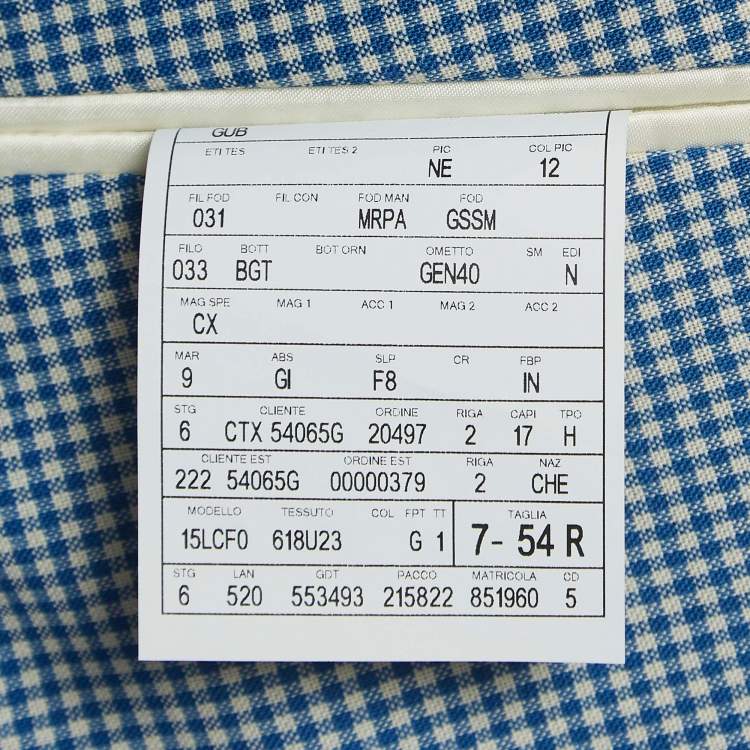 GUB
ETI TES ETI TES 2 PIC COL PIC
NE 12
FIL FOD FIL CON FOD MAN FOD
031 MRPA GSSM
FILO BOTT BOT ORN OMETTO SM EDI
033 BGT GEN40 N
MAG SPE MAG 1 ACC 1 MAG 2 ACC 2
CX
MAR ABS SLP CR FBP
9 GI F8 IN
STG CLIENTE ORDINE RIGA CAPI TPO
6 CTX 54065G 20497 2 17 H
CLIENTE EST ORDINE EST RIGA NAZ
222 54065G 00000379 2 CHE
MODELLO TESSUTO COL FPT TT TAGLIA
15LCF0 618U23 G 1 7- 54 R
STG LAN GDT PACCO MATRICOLA CD
6 520 553493 215822 851960 5